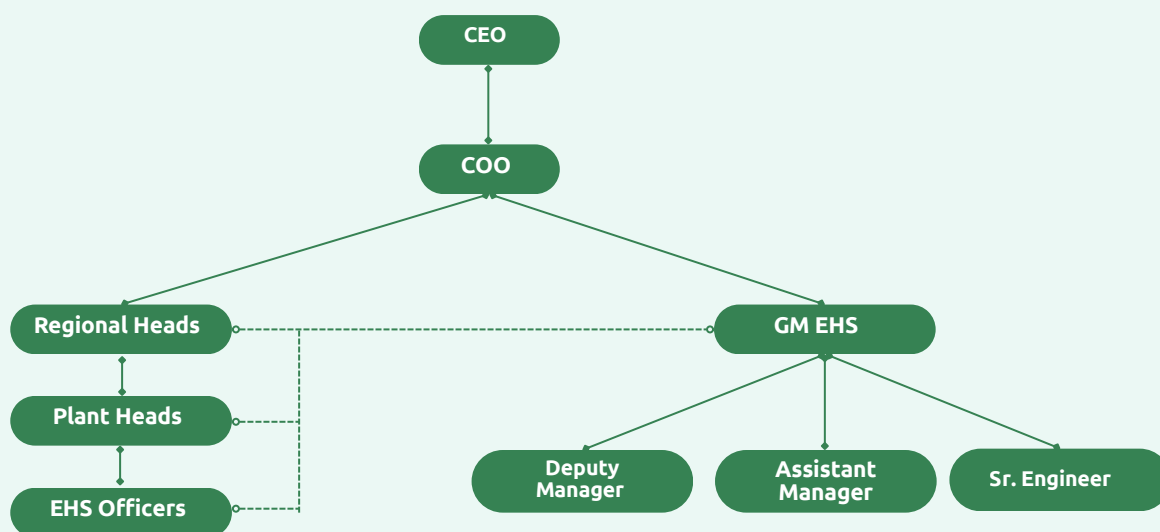 CEO
COO
Regional Heads
GM EHS
Plant Heads
Deputy
Manager
Assistant
Manager
Sr. Engineer
EHS Officers